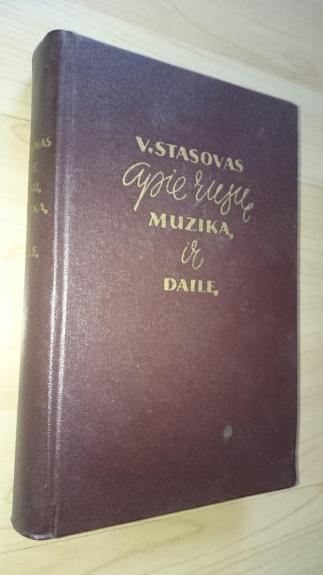 V. STASOVAS
apie rusų
MUZIKĄ
ir
DAILĘ